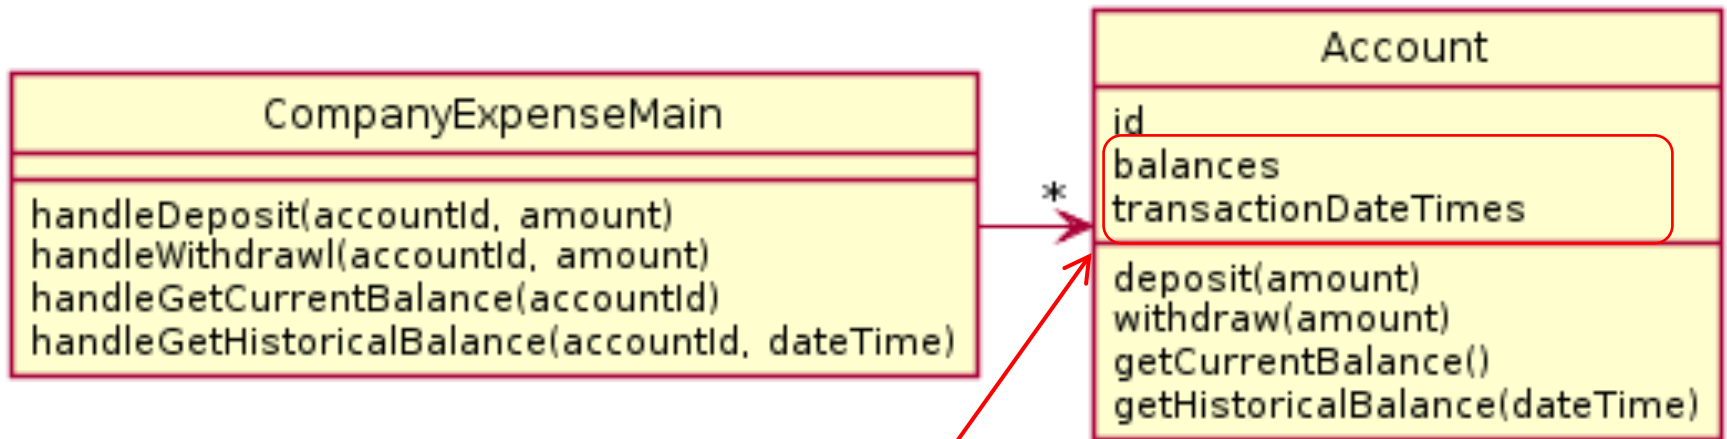 CompanyExpenseMain
handleDeposit(accountId, amount)
handleWithdrawl(accountId, amount)
handleGetCurrentBalance(accountId)
handleGetHistoricalBalance(accountId, dateTime)
*
Account
id
balances
transactionDateTimes
deposit(amount)
withdraw(amount)
getCurrentBalance()
getHistoricalBalance(dateTime)